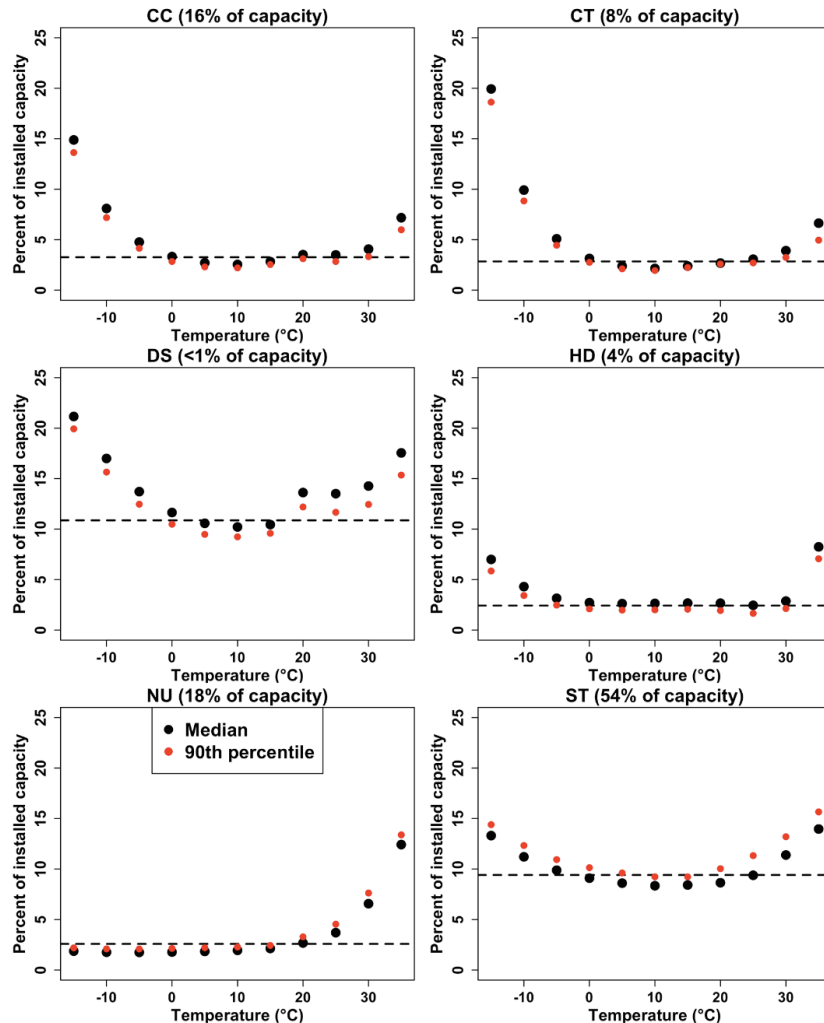 CC (16% of capacity)
Percent of installed capacity
25
20
15
10
5
0
-10 0 10 20 30
Temperature (°C)
CT (8% of capacity)
Percent of installed capacity
25
20
15
10
5
0
-10 0 10 20 30
Temperature (°C)
DS (<1% of capacity)
Percent of installed capacity
25
20
15
10
5
0
-10 0 10 20 30
Temperature (°C)
HD (4% of capacity)
Percent of installed capacity
25
20
15
10
5
0
-10 0 10 20 30
Temperature (°C)
NU (18% of capacity)
Median
90th percentile
Percent of installed capacity
25
20
15
10
5
0
-10 0 10 20 30
Temperature (°C)
ST (54% of capacity)
Percent of installed capacity
25
20
15
10
5
0
-10 0 10 20 30
Temperature (°C)